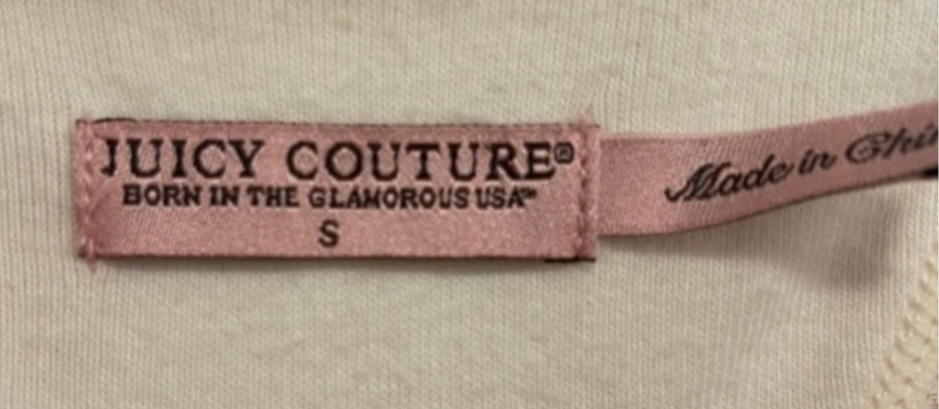 JUICY COUTURE®
BORN IN THE GLAMOROUS USA™
S
Made in